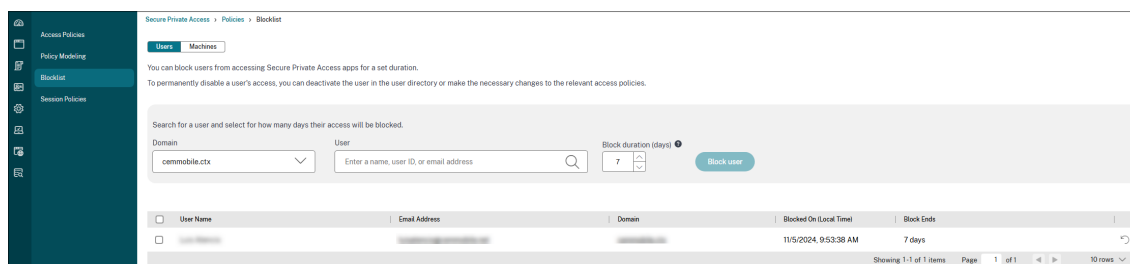 Secure Private Access > Policies > Blocklist
Access Policies
Policy Modeling
Blocklist
Session Policies
Users Machines
You can block users from accessing Secure Private Access apps for a set duration.
To permanently disable a user's access, you can deactivate the user in the user directory or make the necessary changes to the relevant access policies.
Search for a user and select for how many days their access will be blocked.
Domain User Block duration (days) ?
cemmobile.ctx Enter a name, user ID, or email address 7 Block user
User Name Email Address Domain Blocked On (Local Time) Block Ends
11/5/2024, 9:53:38 AM 7 days
Showing 1-1 of 1 items Page 1 of 1 10 rows